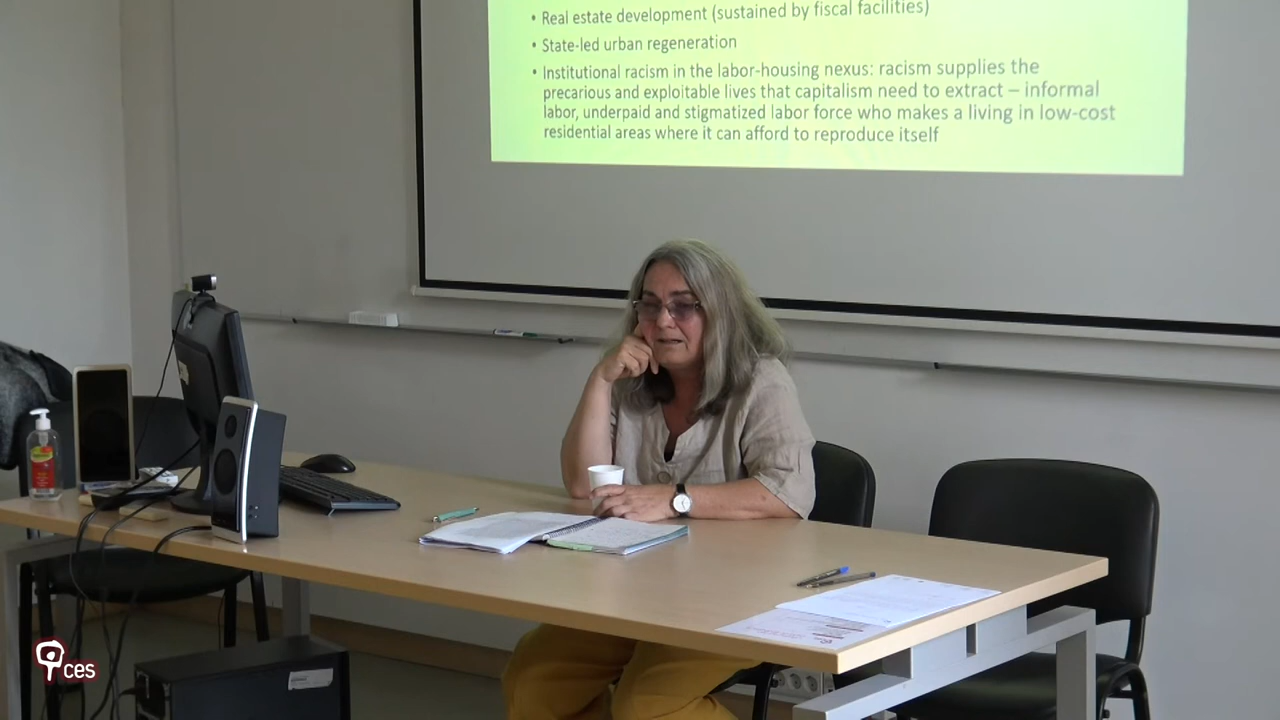 • Real estate development (sustained by fiscal facilities)
• State-led urban regeneration
• Institutional racism in the labor-housing nexus: racism supplies the
precarious and exploitable lives that capitalism need to extract – informal
labor, underpaid and stigmatized labor force who makes a living in low-cost
residential areas where it can afford to reproduce itself
ces